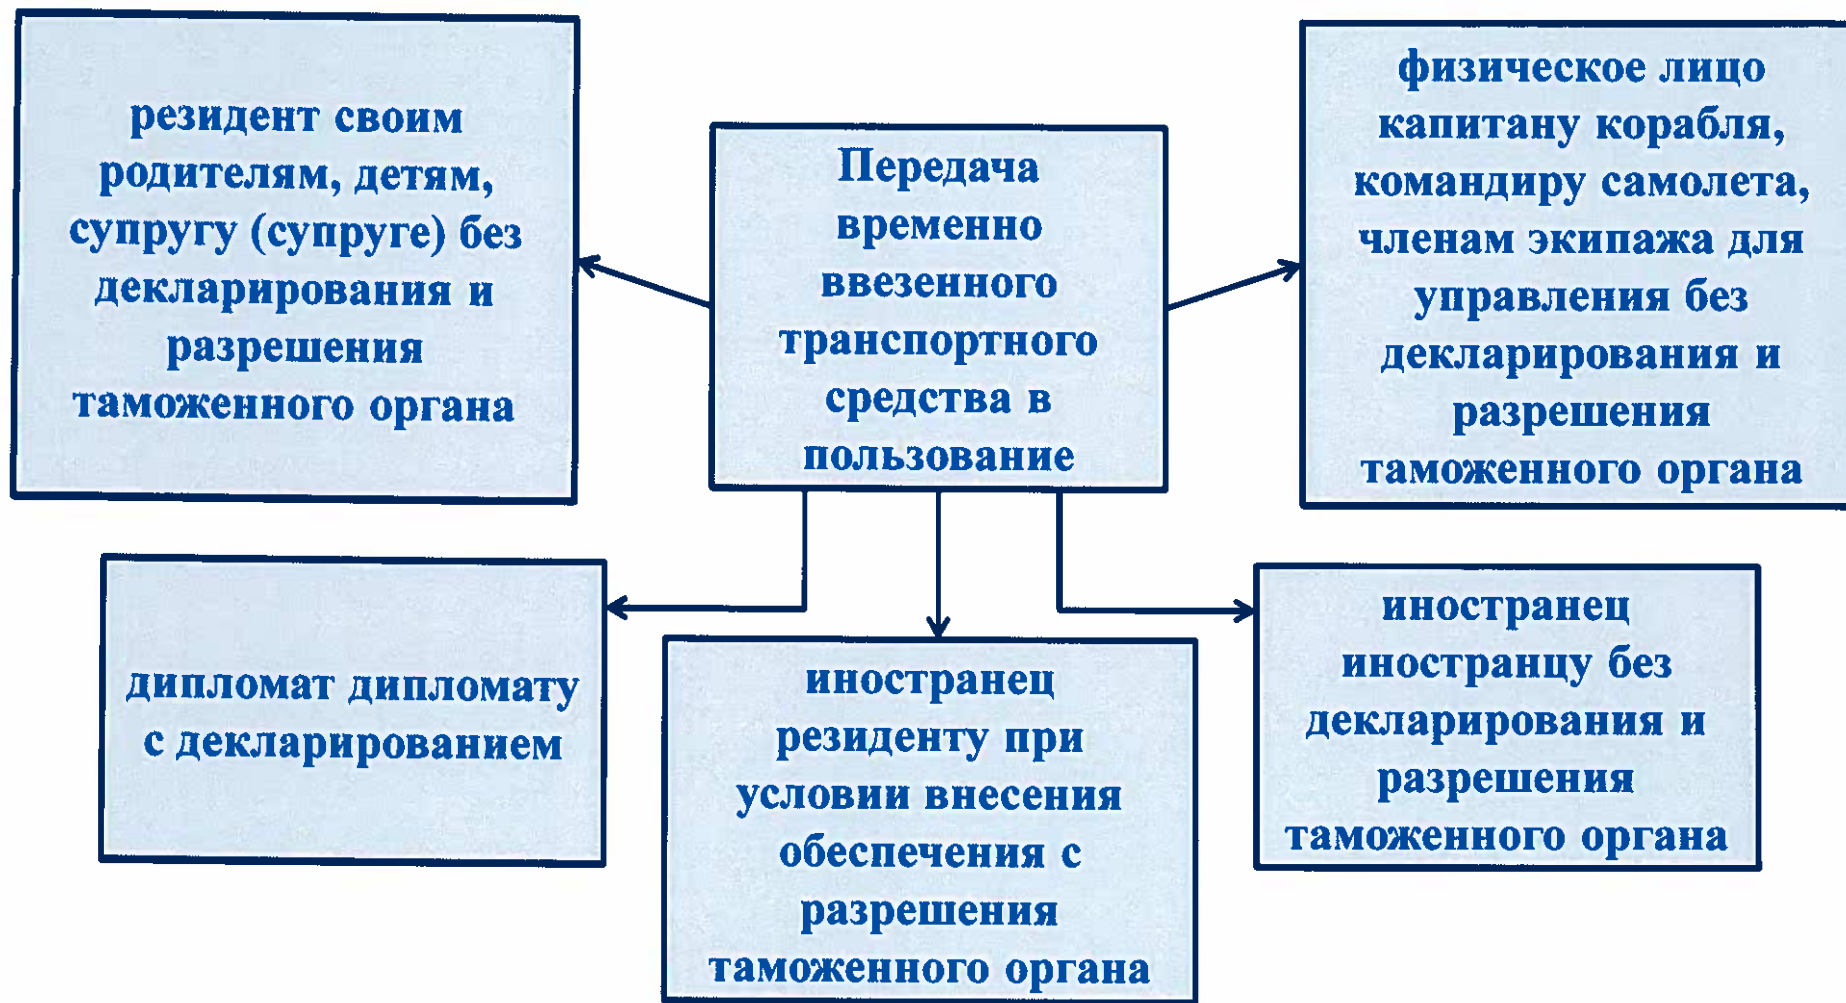 резидент своим
родителям, детям,
супругу (супруге) без
декларирования и
разрешения
таможенного органа
Передача
временно
ввезенного
транспортного
средства в
пользование
физическое лицо
капитану корабля,
командиру самолета,
членам экипажа для
управления без
декларирования и
разрешения
таможенного органа
дипломат дипломату
с декларированием
иностранец
резиденту при
условии внесения
обеспечения с
разрешения
таможенного органа
иностранец
иностранцу без
декларирования и
разрешения
таможенного органа